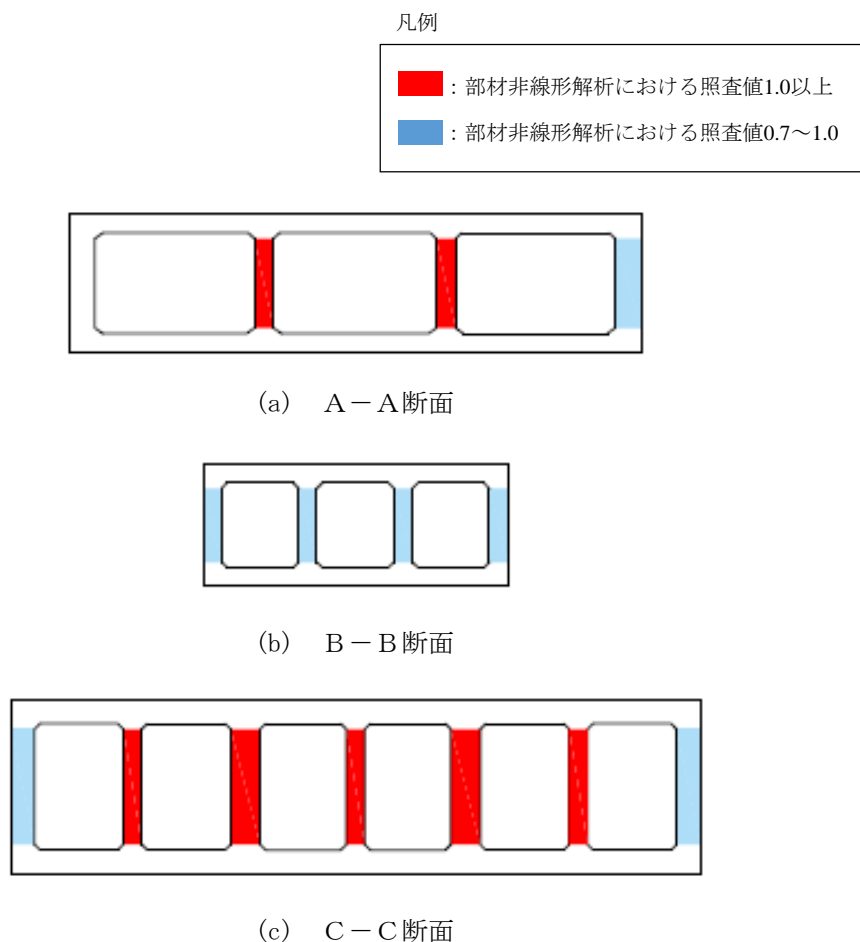 凡例
：部材非線形解析における照査値1.0以上
：部材非線形解析における照査値0.7～1.0
(a)　A－A断面
(b)　B－B断面
(c)　C－C断面